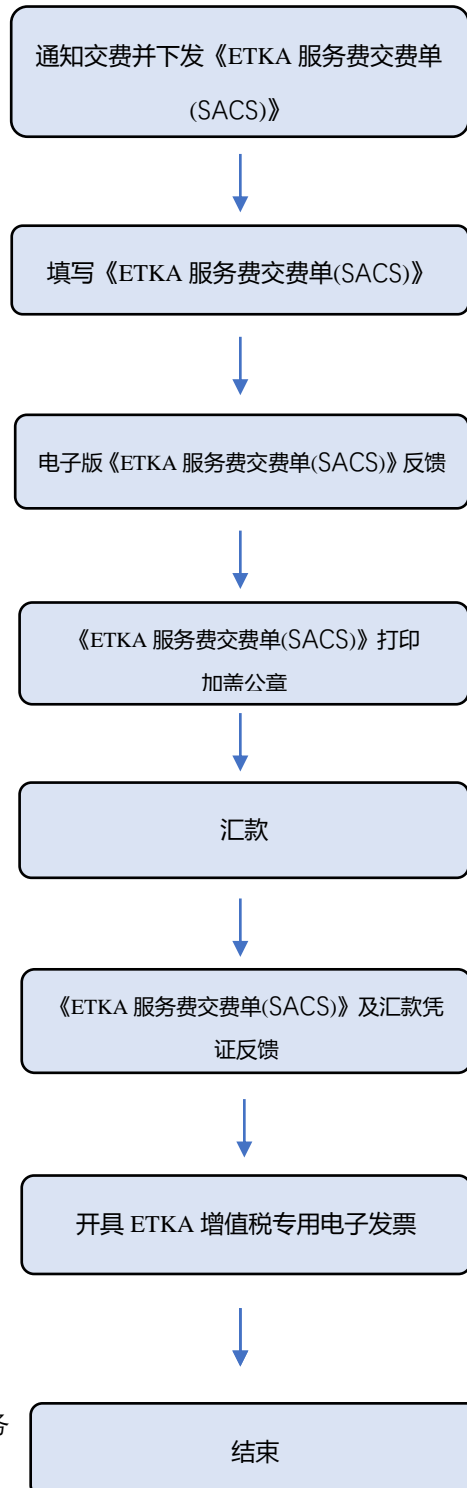 通知交费并下发《ETKA 服务费交费单
(SACS)》
填写《ETKA 服务费交费单(SACS)》
电子版《ETKA 服务费交费单(SACS)》反馈
《ETKA 服务费交费单(SACS)》打印
加盖公章
汇款
《ETKA 服务费交费单(SACS)》及汇款凭
证反馈
开具 ETKA 增值税专用电子发票
务
结束